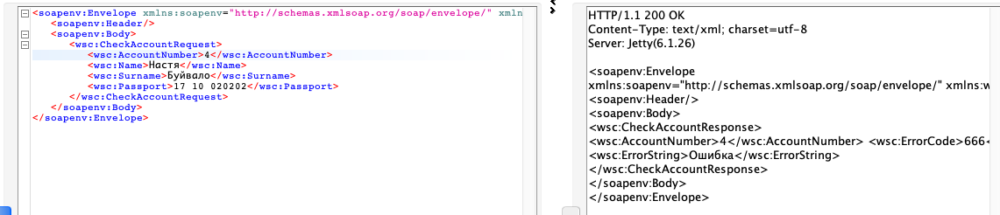 <soapenv:Envelope xmlns:soapenv="http://schemas.xmlsoap.org/soap/envelope/" xmln
<soapenv:Header/>
<soapenv:Body>
<wsc:CheckAccountRequest>
<wsc:AccountNumber>4</wsc:AccountNumber>
<wsc:Name>Настя</wsc:Name>
<wsc:Surname>Буйвало</wsc:Surname>
<wsc:Passport>17 10 020202</wsc:Passport>
</wsc:CheckAccountRequest>
</soapenv:Body>
</soapenv:Envelope>
HTTP/1.1 200 OK
Content-Type: text/xml; charset=utf-8
Server: Jetty(6.1.26)
<soapenv:Envelope
xmlns:soapenv="http://schemas.xmlsoap.org/soap/envelope/" xmlns:w
<soapenv:Header/>
<soapenv:Body>
<wsc:CheckAccountResponse>
<wsc:AccountNumber>4</wsc:AccountNumber> <wsc:ErrorCode>666<
<wsc:ErrorString>Ошибка</wsc:ErrorString>
</wsc:CheckAccountResponse>
</soapenv:Body>
</soapenv:Envelope>